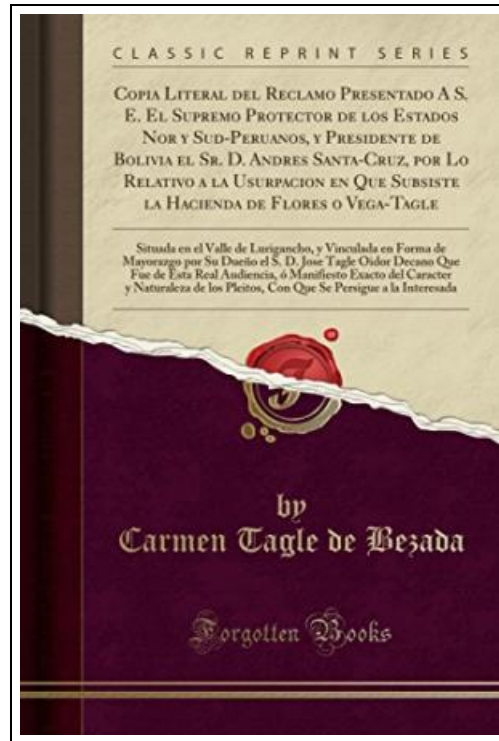 CLASSIC REPRINT SERIES
COPIA LITERAL DEL RECLAMO PRESENTADO A S.
E. EL SUPREMO PROTECTOR DE LOS ESTADOS
NOR Y SUD-PERUANOS, Y PRESIDENTE DE
BOLIVIA EL SR. D. ANDRES SANTA-CRUZ, POR LO
RELATIVO A LA USURPACION EN QUE SUBSISTE
LA HACIENDA DE FLORES O VEGA-TAGLE
Situada en el Valle de Lurigancho, y Vinculada en Forma de
Mayorazgo por Su Dueño el S. D. Jose Tagle Oidor Decano Que
Fue de Esta Real Audiencia, ó Manifiesto Exacto del Caracter
y Naturaleza de los Pleitos, Con Que Se Persigue a la Interesada
by
Carmen Tagle de Bezada
Forgotten Books